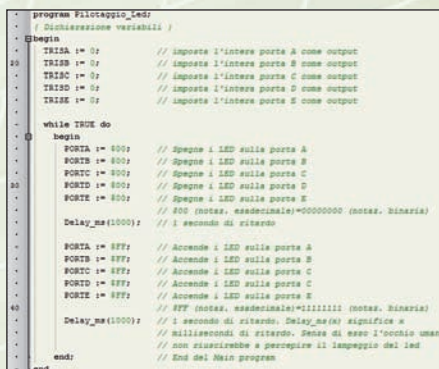 program Pilotaggio_Led;
{ Dichiarazione variabili }
begin
TRISA := 0; // imposta l'intera porta A come output
20 TRISB := 0; // imposta l'intera porta B come output
TRISC := 0; // imposta l'intera porta C come output
TRISD := 0; // imposta l'intera porta D come output
TRISE := 0; // imposta l'intera porta E come output
while TRUE do
begin
PORTA := $00; // Spegne i LED sulla porta A
PORTB := $00; // Spegne i LED sulla porta B
PORTC := $00; // Spegne i LED sulla porta C
30 PORTD := $00; // Spegne i LED sulla porta D
PORTE := $00; // Spegne i LED sulla porta E
// $00 (notaz. esadecimale)=00000000 (notaz. binaria)
Delay_ms(1000); // 1 secondo di ritardo
PORTA := $FF; // Accende i LED sulla porta A
PORTB := $FF; // Accende i LED sulla porta B
PORTC := $FF; // Accende i LED sulla porta C
PORTD := $FF; // Accende i LED sulla porta D
PORTE := $FF; // Accende i LED sulla porta E
40 // $FF (notaz. esadecimale)=11111111 (notaz. binaria)
Delay_ms(1000); // 1 secondo di ritardo. Delay_ms(x) significa x
// millisecondi di ritardo. Senza di esso l'occhio uman
// non riuscirebbe a percepire il lampeggio del led
end; // End del Main program
end